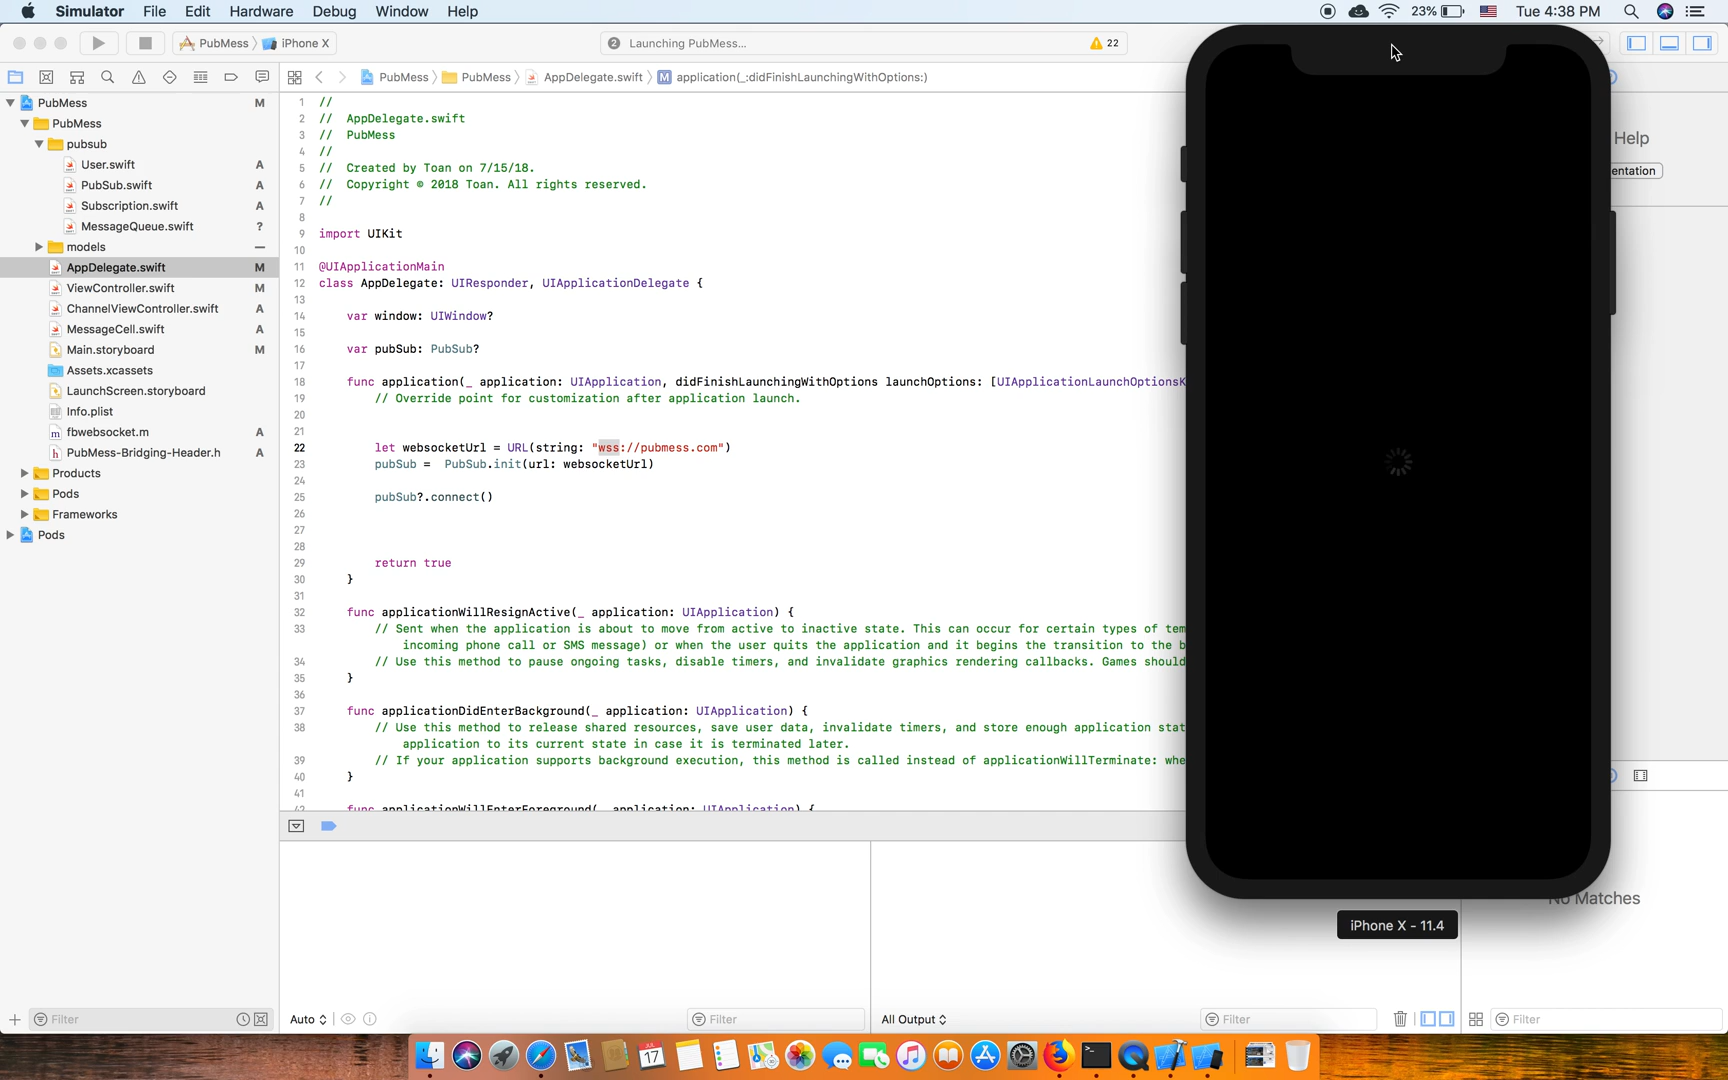 Simulator File Edit Hardware Debug Window Help 23% Tue 4:38 PM
PubMess iPhone X 2 Launching PubMess... 22
PubMess PubMess AppDelegate.swift M application(_:didFinishLaunchingWithOptions:)
PubMess M
PubMess
pubsub
User.swift A
PubSub.swift A
Subscription.swift A
MessageQueue.swift ?
models —
AppDelegate.swift M
ViewController.swift M
ChannelViewController.swift A
MessageCell.swift A
Main.storyboard M
Assets.xcassets
LaunchScreen.storyboard
Info.plist
m fbwebsocket.m A
h PubMess-Bridging-Header.h A
Products
Pods
Frameworks
Pods
Filter
1 //
2 // AppDelegate.swift
3 // PubMess
4 //
5 // Created by Toan on 7/15/18.
6 // Copyright © 2018 Toan. All rights reserved.
7 //
8
9 import UIKit
10
11 @UIApplicationMain
12 class AppDelegate: UIResponder, UIApplicationDelegate {
13
14 var window: UIWindow?
15
16 var pubSub: PubSub?
17
18 func application(_ application: UIApplication, didFinishLaunchingWithOptions launchOptions: [UIApplicationLaunchOptionsK
19 // Override point for customization after application launch.
20
21
22 let websocketUrl = URL(string: "wss://pubmess.com")
23 pubSub = PubSub.init(url: websocketUrl)
24
25 pubSub?.connect()
26
27
28
29 return true
30 }
31
32 func applicationWillResignActive(_ application: UIApplication) {
33 // Sent when the application is about to move from active to inactive state. This can occur for certain types of tem
incoming phone call or SMS message) or when the user quits the application and it begins the transition to the b
34 // Use this method to pause ongoing tasks, disable timers, and invalidate graphics rendering callbacks. Games should
35 }
36
37 func applicationDidEnterBackground(_ application: UIApplication) {
38 // Use this method to release shared resources, save user data, invalidate timers, and store enough application stat
application to its current state in case it is terminated later.
39 // If your application supports background execution, this method is called instead of applicationWillTerminate: whe
40 }
41
42 func applicationWillEnterForeground(_ application: UIApplication) {
Auto Filter
All Output Filter
Help
entation
No Matches
Filter
iPhone X - 11.4
JUL
17